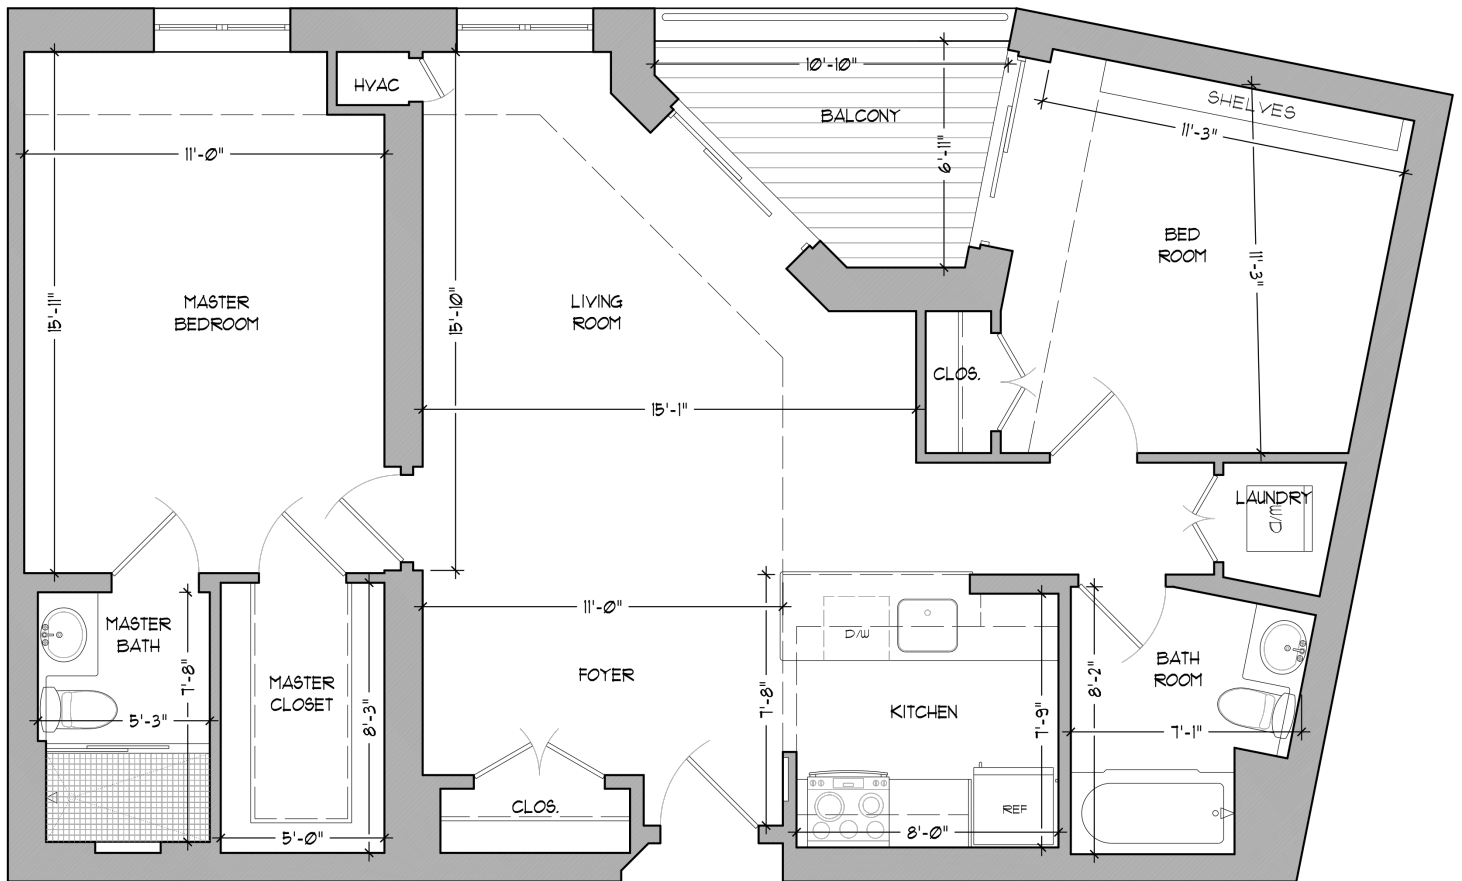 HVAC
10'-10"
BALCONY
6'-11"
SHELVES
11'-3"
11'-0"
BED
ROOM
11'-3"
MASTER
BEDROOM
15'-11"
LIVING
ROOM
15'-10"
CLOS.
15'-1"
LAUNDRY
D/W
11'-0"
MASTER
BATH
7'-8"
5'-3"
MASTER
CLOSET
8'-3"
5'-0"
FOYER
CLOS.
7'-8"
D/W
KITCHEN
7'-9"
8'-0"
REF
8'-2"
BATH
ROOM
7'-1"